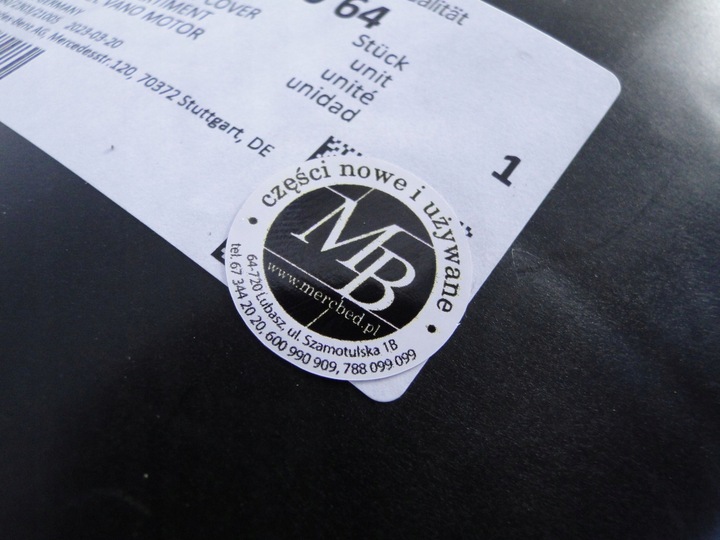 COVER
VANO MOTOR
2023-03-20
Mercedesstr.120, 70372 Stuttgart, DE
64
Stück
unit
unité
unidad
1
części nowe i używane
MB
www.mercbed.pl
64-720 Lubasz, ul. Szamotulska 1B
tel. 67 344 20 20, 600 990 909, 788 099 099